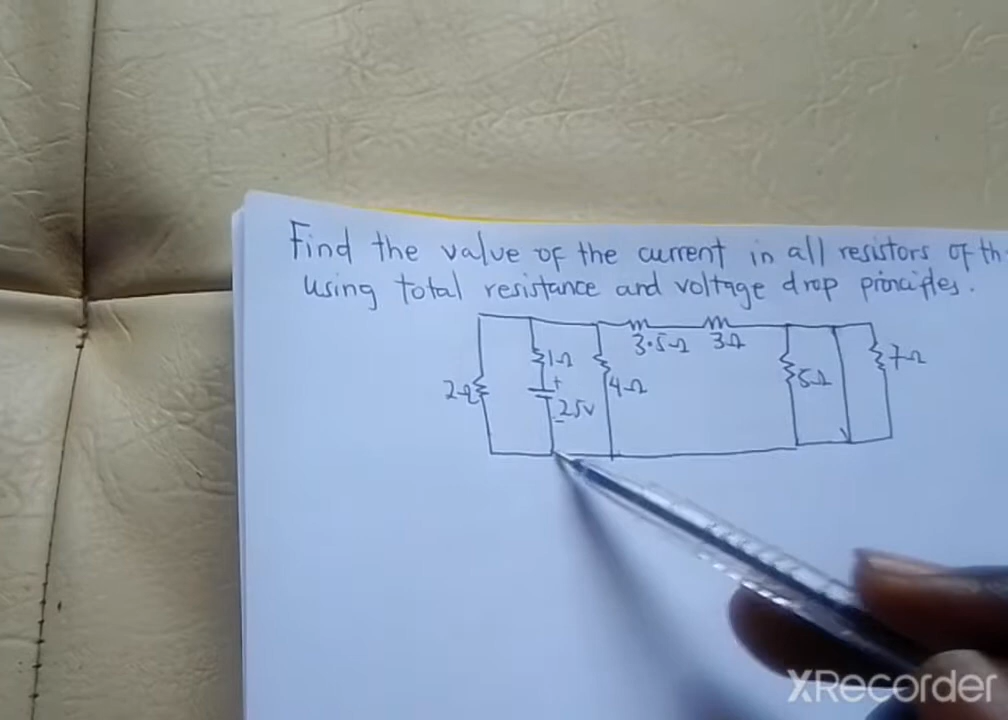 Find the value of the current in all resistors of th
using total resistance and voltage drop principles.
3.5Ω 3Ω
1Ω 7Ω
2Ω + 4Ω 5Ω
- 25V
XRecorder